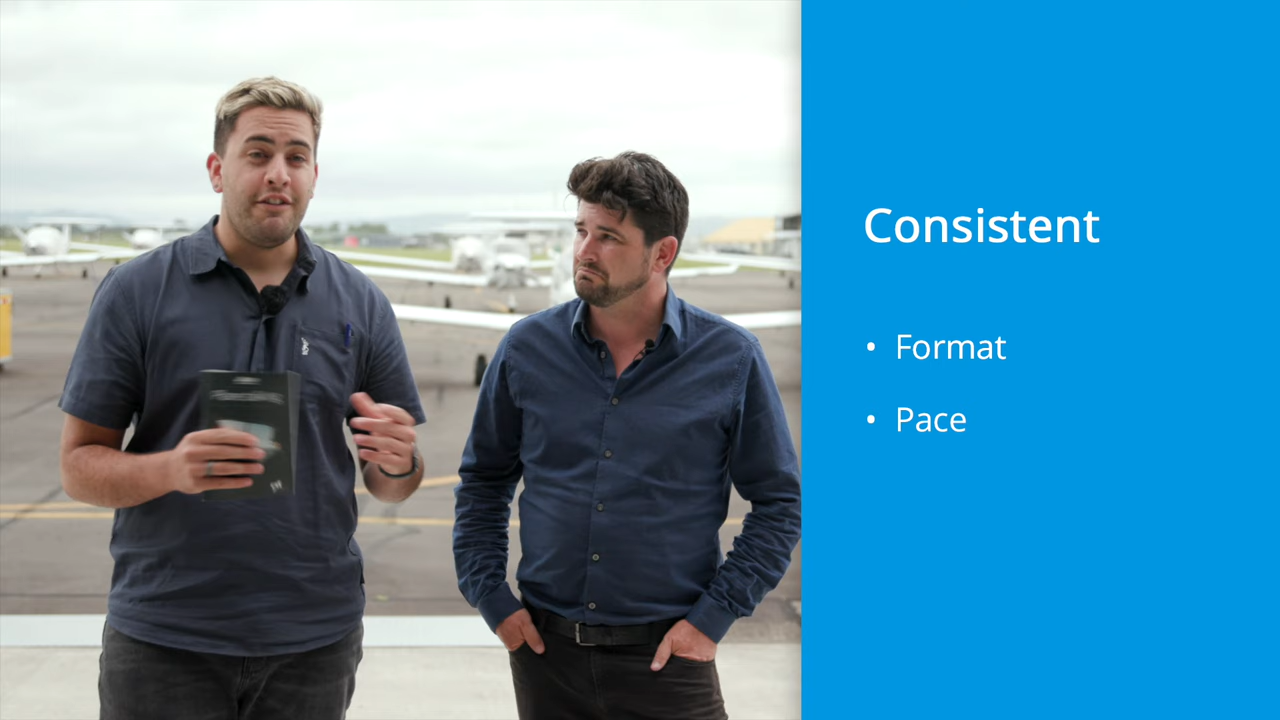 Consistent
• Format
• Pace